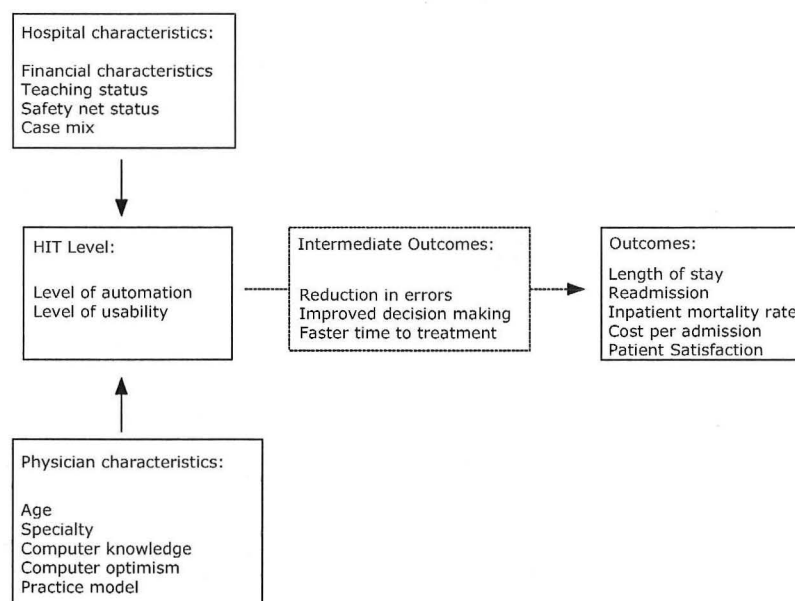 Hospital characteristics:
Financial characteristics
Teaching status
Safety net status
Case mix
HIT Level:
Level of automation
Level of usability
Intermediate Outcomes:
Reduction in errors
Improved decision making
Faster time to treatment
Outcomes:
Length of stay
Readmission
Inpatient mortality rate
Cost per admission
Patient Satisfaction
Physician characteristics:
Age
Specialty
Computer knowledge
Computer optimism
Practice model